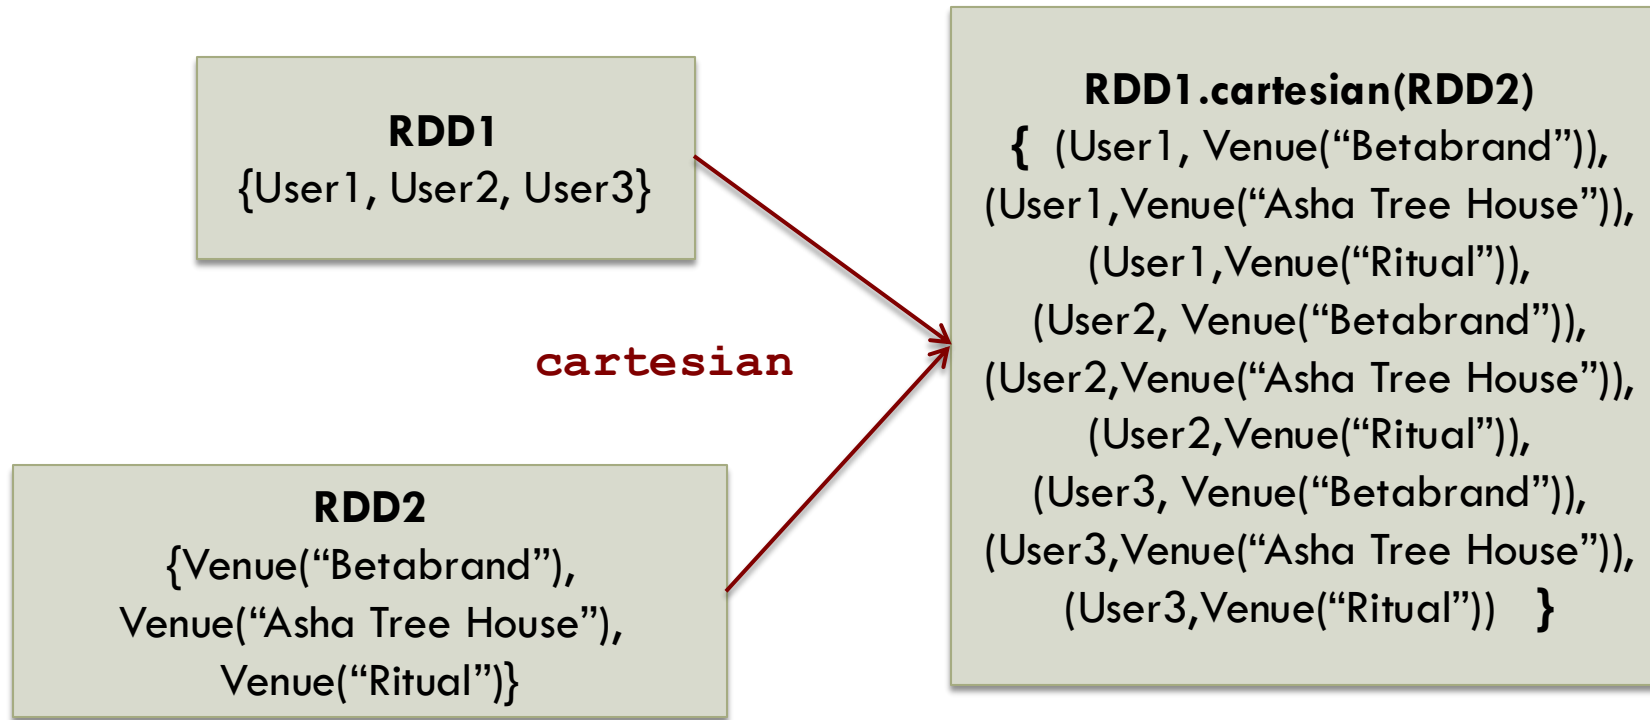 RDD1
{User1, User2, User3}
cartesian
RDD2
{Venue(“Betabrand”),
Venue(“Asha Tree House”),
Venue(“Ritual”)}
RDD1.cartesian(RDD2)
{ (User1, Venue(“Betabrand”)),
(User1,Venue(“Asha Tree House”)),
(User1,Venue(“Ritual”)),
(User2, Venue(“Betabrand”)),
(User2,Venue(“Asha Tree House”)),
(User2,Venue(“Ritual”)),
(User3, Venue(“Betabrand”)),
(User3,Venue(“Asha Tree House”)),
(User3,Venue(“Ritual”)) }